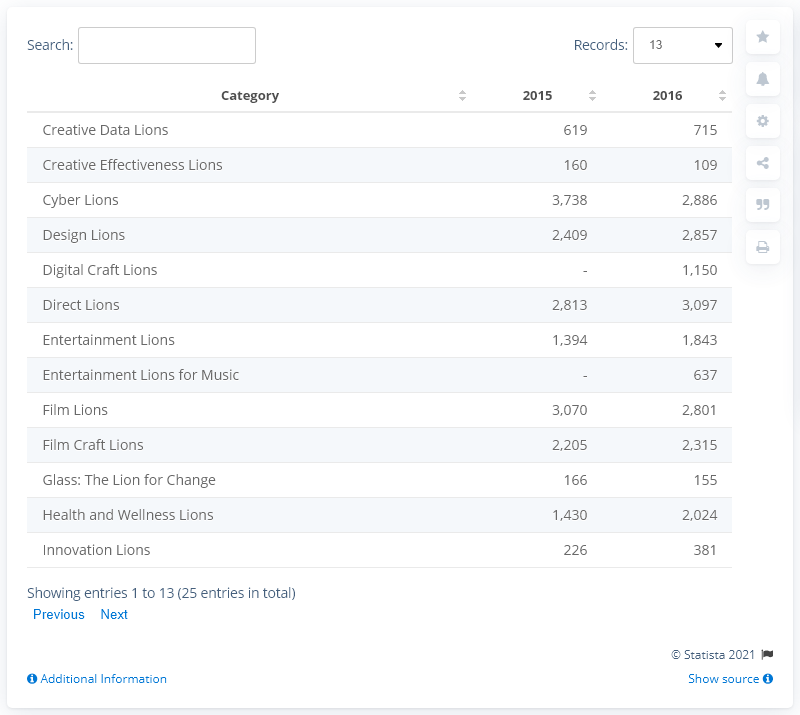 Search:
Records: 13
Category 2015 2016
Creative Data Lions 619 715
Creative Effectiveness Lions 160 109
Cyber Lions 3,738 2,886
Design Lions 2,409 2,857
Digital Craft Lions - 1,150
Direct Lions 2,813 3,097
Entertainment Lions 1,394 1,843
Entertainment Lions for Music - 637
Film Lions 3,070 2,801
Film Craft Lions 2,205 2,315
Glass: The Lion for Change 166 155
Health and Wellness Lions 1,430 2,024
Innovation Lions 226 381
Showing entries 1 to 13 (25 entries in total)
Previous Next
© Statista 2021
Additional Information
Show source